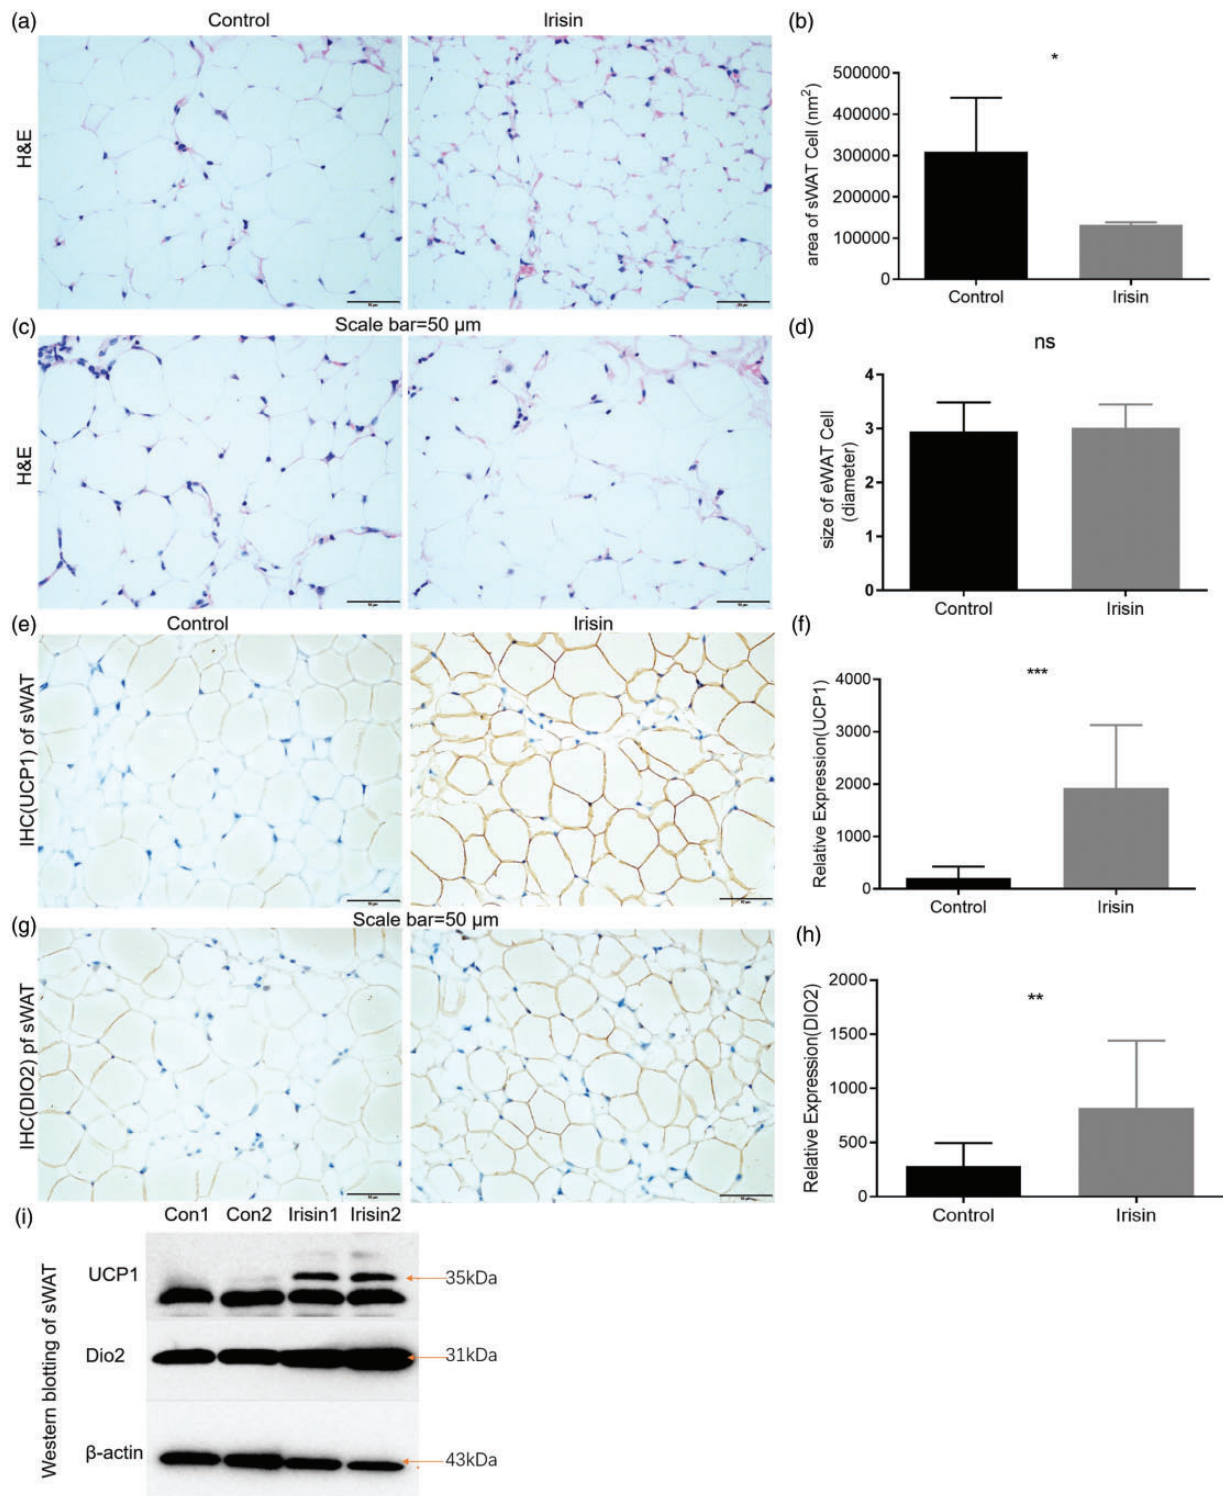 (a)
Control
Irisin
H&E
(b)
*
area of sWAT Cell (nm²)
500000
400000
300000
200000
100000
0
Control
Irisin
(c)
Scale bar=50 μm
H&E
(d)
ns
size of eWAT Cell
(diameter)
4
3
2
1
0
Control
Irisin
(e)
Control
Irisin
IHC(UCP1) of sWAT
(f)
***
Relative Expression(UCP1)
4000
3000
2000
1000
0
Control
Irisin
(g)
Scale bar=50 μm
IHC(DIO2) pf sWAT
(h)
**
Relative Expression(DIO2)
2000
1500
1000
500
0
Control
Irisin
(i)
Con1 Con2 Irisin1 Irisin2
Western blotting of sWAT
UCP1
35kDa
Dio2
31kDa
β-actin
43kDa